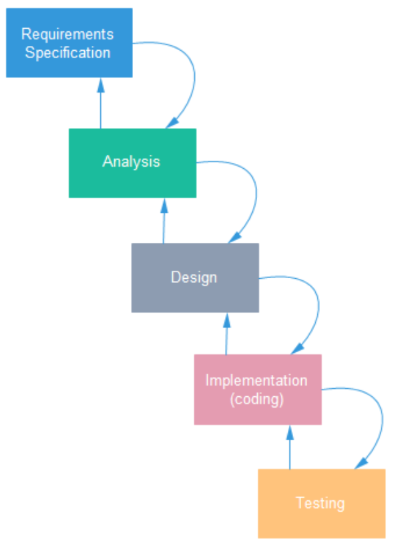 Requirements
Specification
Analysis
Design
Implementation
(coding)
Testing